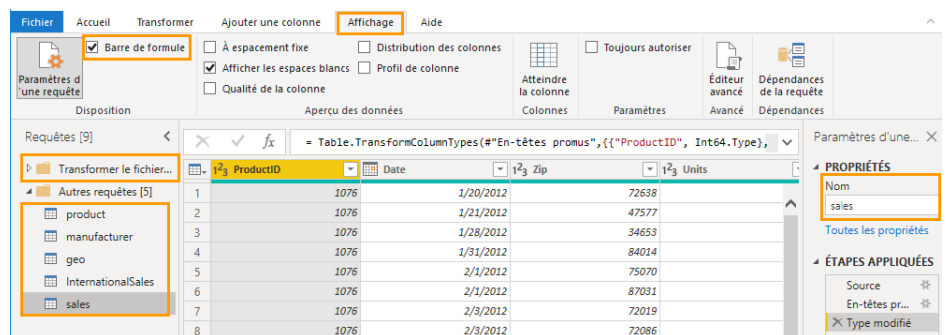 Fichier Accueil Transformer Ajouter une colonne Affichage Aide
Barre de formule À espacement fixe Distribution des colonnes Toujours autoriser
Afficher les espaces blancs Profil de colonne
Qualité de la colonne
Paramètres d Atteindre Éditeur Dépendances
'une requête la colonne avancé de la requête
Disposition Aperçu des données Colonnes Paramètres Avancé Dépendances
Requêtes [9] fx = Table.TransformColumnTypes(#"En-têtes promus",{{"ProductID", Int64.Type}, Paramètres d'une...
Transformer le fichier... 123 ProductID Date 123 Zip 123 Units PROPRIÉTÉS
Autres requêtes [5] 1 1076 1/20/2012 72638 Nom
product 2 1076 1/21/2012 47577 sales
manufacturer 3 1076 1/28/2012 34653 Toutes les propriétés
geo 4 1076 1/31/2012 84014 ÉTAPES APPLIQUÉES
InternationalSales 5 1076 2/1/2012 75070 Source
sales 6 1076 2/1/2012 87031 En-têtes pr...
7 1076 2/3/2012 72019 Type modifié
8 1076 2/3/2012 72086